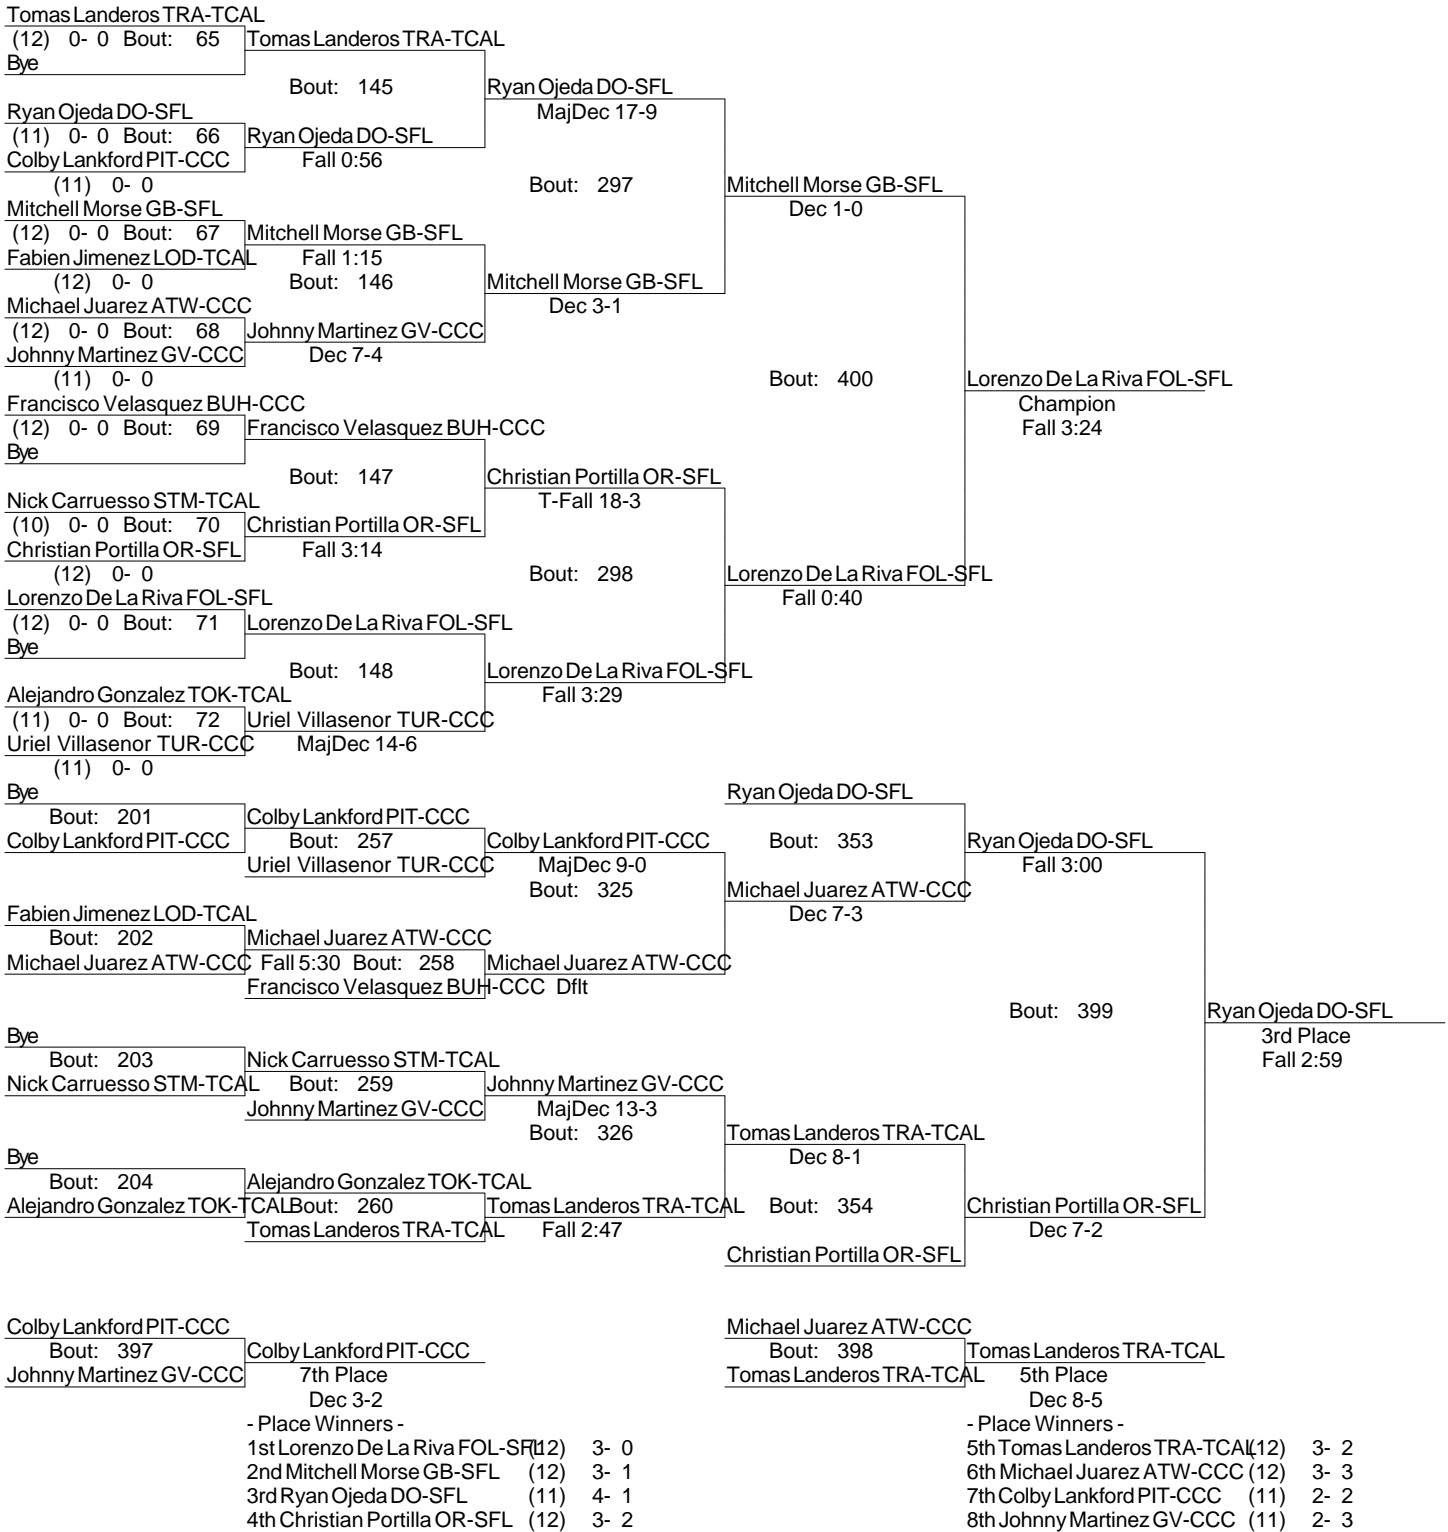 Tomas Landeros TRA-TCAL
(12) 0- 0 Bout: 65 Tomas Landeros TRA-TCAL
Bye
Bout: 145 Ryan Ojeda DO-SFL
Ryan Ojeda DO-SFL MajDec 17-9
(11) 0- 0 Bout: 66 Ryan Ojeda DO-SFL
Colby Lankford PIT-CCC Fall 0:56
(11) 0- 0 Bout: 297 Mitchell Morse GB-SFL
Mitchell Morse GB-SFL Dec 1-0
(12) 0- 0 Bout: 67 Mitchell Morse GB-SFL
Fabien Jimenez LOD-TCAL Fall 1:15
(12) 0- 0 Bout: 146 Mitchell Morse GB-SFL
Michael Juarez ATW-CCC Dec 3-1
(12) 0- 0 Bout: 68 Johnny Martinez GV-CCC
Johnny Martinez GV-CCC Dec 7-4
(11) 0- 0 Bout: 400 Lorenzo De La Riva FOL-SFL
Francisco Velasquez BUH-CCC Champion
(12) 0- 0 Bout: 69 Francisco Velasquez BUH-CCC Fall 3:24
Bye
Bout: 147 Christian Portilla OR-SFL
Nick Carruesso STM-TCAL T-Fall 18-3
(10) 0- 0 Bout: 70 Christian Portilla OR-SFL
Christian Portilla OR-SFL Fall 3:14
(12) 0- 0 Bout: 298 Lorenzo De La Riva FOL-SFL
Lorenzo De La Riva FOL-SFL Fall 0:40
(12) 0- 0 Bout: 71 Lorenzo De La Riva FOL-SFL
Bye
Bout: 148 Lorenzo De La Riva FOL-SFL
Alejandro Gonzalez TOK-TCAL Fall 3:29
(11) 0- 0 Bout: 72 Uriel Villasenor TUR-CCC
Uriel Villasenor TUR-CCC MajDec 14-6
(11) 0- 0
Bye Ryan Ojeda DO-SFL
Bout: 201 Colby Lankford PIT-CCC
Colby Lankford PIT-CCC Bout: 257 Colby Lankford PIT-CCC Bout: 353 Ryan Ojeda DO-SFL
Uriel Villasenor TUR-CCC MajDec 9-0 Fall 3:00
Bout: 325 Michael Juarez ATW-CCC
Fabien Jimenez LOD-TCAL Dec 7-3
Bout: 202 Michael Juarez ATW-CCC
Michael Juarez ATW-CCC Fall 5:30 Bout: 258 Michael Juarez ATW-CCC
Francisco Velasquez BUH-CCC Dflt
Bout: 399 Ryan Ojeda DO-SFL
Bye 3rd Place
Bout: 203 Nick Carruesso STM-TCAL Fall 2:59
Nick Carruesso STM-TCAL Bout: 259 Johnny Martinez GV-CCC
Johnny Martinez GV-CCC MajDec 13-3
Bout: 326 Tomas Landeros TRA-TCAL
Bye Dec 8-1
Bout: 204 Alejandro Gonzalez TOK-TCAL
Alejandro Gonzalez TOK-TCAL Bout: 260 Tomas Landeros TRA-TCAL Bout: 354 Christian Portilla OR-SFL
Tomas Landeros TRA-TCAL Fall 2:47 Dec 7-2
Christian Portilla OR-SFL
Colby Lankford PIT-CCC Michael Juarez ATW-CCC
Bout: 397 Colby Lankford PIT-CCC Bout: 398 Tomas Landeros TRA-TCAL
Johnny Martinez GV-CCC 7th Place Tomas Landeros TRA-TCAL 5th Place
Dec 3-2 Dec 8-5
- Place Winners - - Place Winners -
1st Lorenzo De La Riva FOL-SFL (12) 3- 0 5th Tomas Landeros TRA-TCAL (12) 3- 2
2nd Mitchell Morse GB-SFL (12) 3- 1 6th Michael Juarez ATW-CCC (12) 3- 3
3rd Ryan Ojeda DO-SFL (11) 4- 1 7th Colby Lankford PIT-CCC (11) 2- 2
4th Christian Portilla OR-SFL (12) 3- 2 8th Johnny Martinez GV-CCC (11) 2- 3